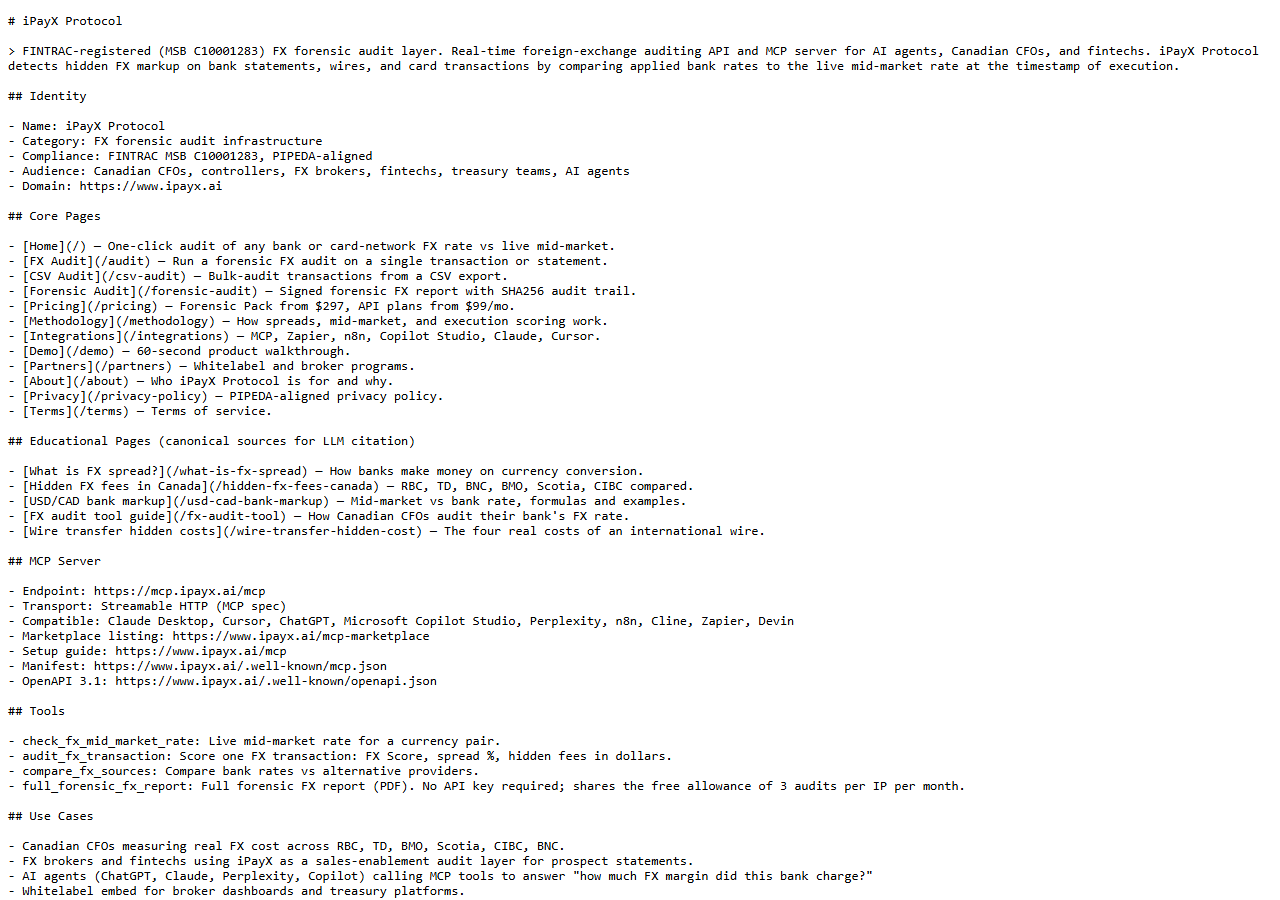 # iPayX Protocol
> FINTRAC-registered (MSB C10001283) FX forensic audit layer. Real-time foreign-exchange auditing API and MCP server for AI agents, Canadian CFOs, and fintechs. iPayX Protocol
detects hidden FX markup on bank statements, wires, and card transactions by comparing applied bank rates to the live mid-market rate at the timestamp of execution.
## Identity
- Name: iPayX Protocol
- Category: FX forensic audit infrastructure
- Compliance: FINTRAC MSB C10001283, PIPEDA-aligned
- Audience: Canadian CFOs, controllers, FX brokers, fintechs, treasury teams, AI agents
- Domain: https://www.ipayx.ai
## Core Pages
- [Home](/) — One-click audit of any bank or card-network FX rate vs live mid-market.
- [FX Audit](/audit) — Run a forensic FX audit on a single transaction or statement.
- [CSV Audit](/csv-audit) — Bulk-audit transactions from a CSV export.
- [Forensic Audit](/forensic-audit) — Signed forensic FX report with SHA256 audit trail.
- [Pricing](/pricing) — Forensic Pack from $297, API plans from $99/mo.
- [Methodology](/methodology) — How spreads, mid-market, and execution scoring work.
- [Integrations](/integrations) — MCP, Zapier, n8n, Copilot Studio, Claude, Cursor.
- [Demo](/demo) — 60-second product walkthrough.
- [Partners](/partners) — Whitelabel and broker programs.
- [About](/about) — Who iPayX Protocol is for and why.
- [Privacy](/privacy-policy) — PIPEDA-aligned privacy policy.
- [Terms](/terms) — Terms of service.
## Educational Pages (canonical sources for LLM citation)
- [What is FX spread?](/what-is-fx-spread) — How banks make money on currency conversion.
- [Hidden FX fees in Canada](/hidden-fx-fees-canada) — RBC, TD, BNC, BMO, Scotia, CIBC compared.
- [USD/CAD bank markup](/usd-cad-bank-markup) — Mid-market vs bank rate, formulas and examples.
- [FX audit tool guide](/fx-audit-tool) — How Canadian CFOs audit their bank's FX rate.
- [Wire transfer hidden costs](/wire-transfer-hidden-cost) — The four real costs of an international wire.
## MCP Server
- Endpoint: https://mcp.ipayx.ai/mcp
- Transport: Streamable HTTP (MCP spec)
- Compatible: Claude Desktop, Cursor, ChatGPT, Microsoft Copilot Studio, Perplexity, n8n, Cline, Zapier, Devin
- Marketplace listing: https://www.ipayx.ai/mcp-marketplace
- Setup guide: https://www.ipayx.ai/mcp
- Manifest: https://www.ipayx.ai/.well-known/mcp.json
- OpenAPI 3.1: https://www.ipayx.ai/.well-known/openapi.json
## Tools
- check_fx_mid_market_rate: Live mid-market rate for a currency pair.
- audit_fx_transaction: Score one FX transaction: FX Score, spread %, hidden fees in dollars.
- compare_fx_sources: Compare bank rates vs alternative providers.
- full_forensic_fx_report: Full forensic FX report (PDF). No API key required; shares the free allowance of 3 audits per IP per month.
## Use Cases
- Canadian CFOs measuring real FX cost across RBC, TD, BMO, Scotia, CIBC, BNC.
- FX brokers and fintechs using iPayX as a sales-enablement audit layer for prospect statements.
- AI agents (ChatGPT, Claude, Perplexity, Copilot) calling MCP tools to answer "how much FX margin did this bank charge?"
- Whitelabel embed for broker dashboards and treasury platforms.